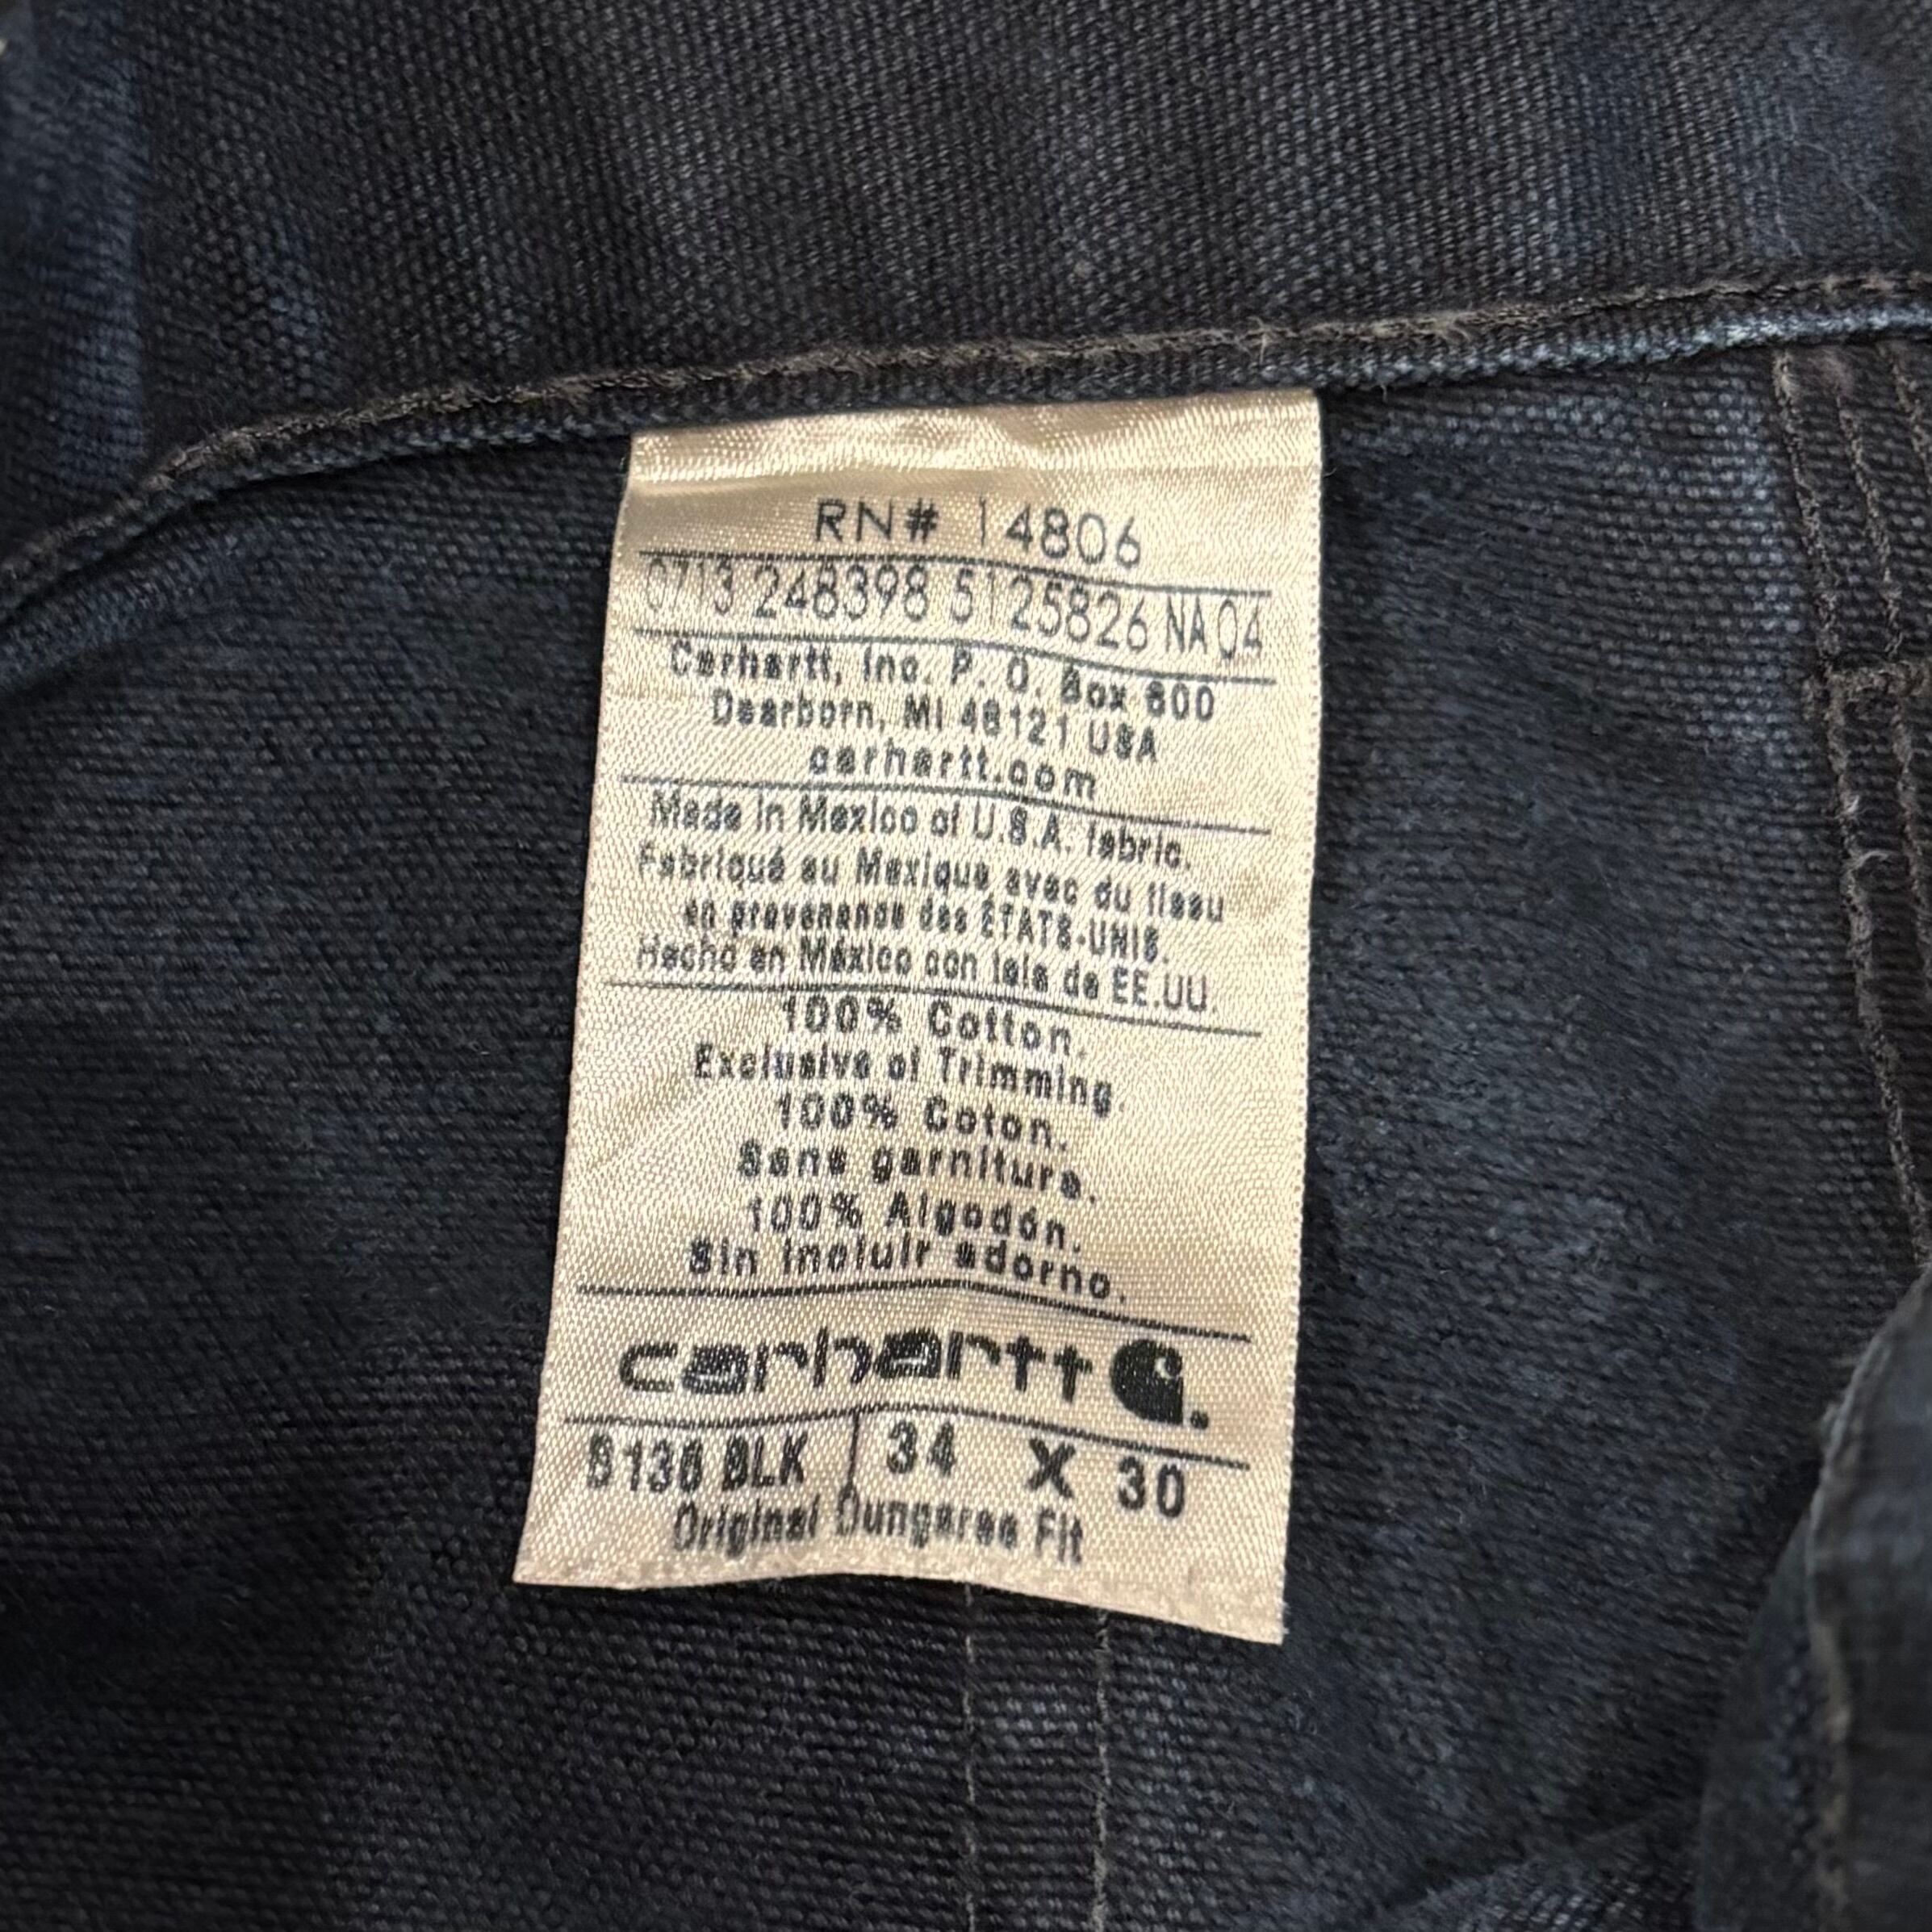 RN# 14806
0713 248398 5125826 NA 04
Carhartt, Inc. P. O. Box 600
Dearborn, MI 48121 USA
carhartt.com
Made in Mexico of U.S.A. fabric.
Fabriqué au Mexique avec du tissu
en provenance des ÉTATS-UNIS.
Hecho en México con tela de EE.UU
100% Cotton.
Exclusive of Trimming.
100% Coton.
Sans garniture.
100% Algodón.
Sin incluir adorno.
carhartt
B136 BLK 34 X 30
Original Dungaree Fit